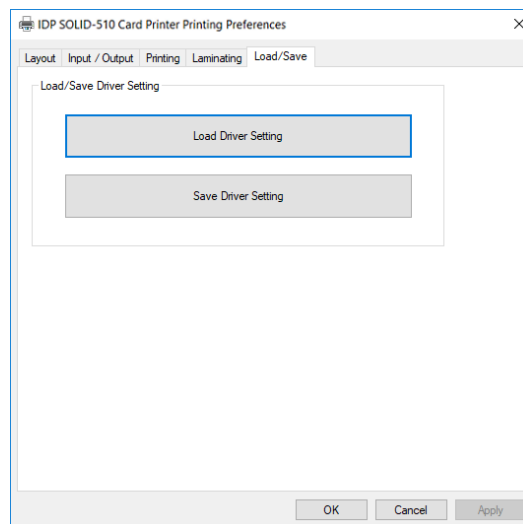 IDP SOLID-510 Card Printer Printing Preferences
Layout Input / Output Printing Laminating Load/Save
Load/Save Driver Setting
Load Driver Setting
Save Driver Setting
OK Cancel Apply